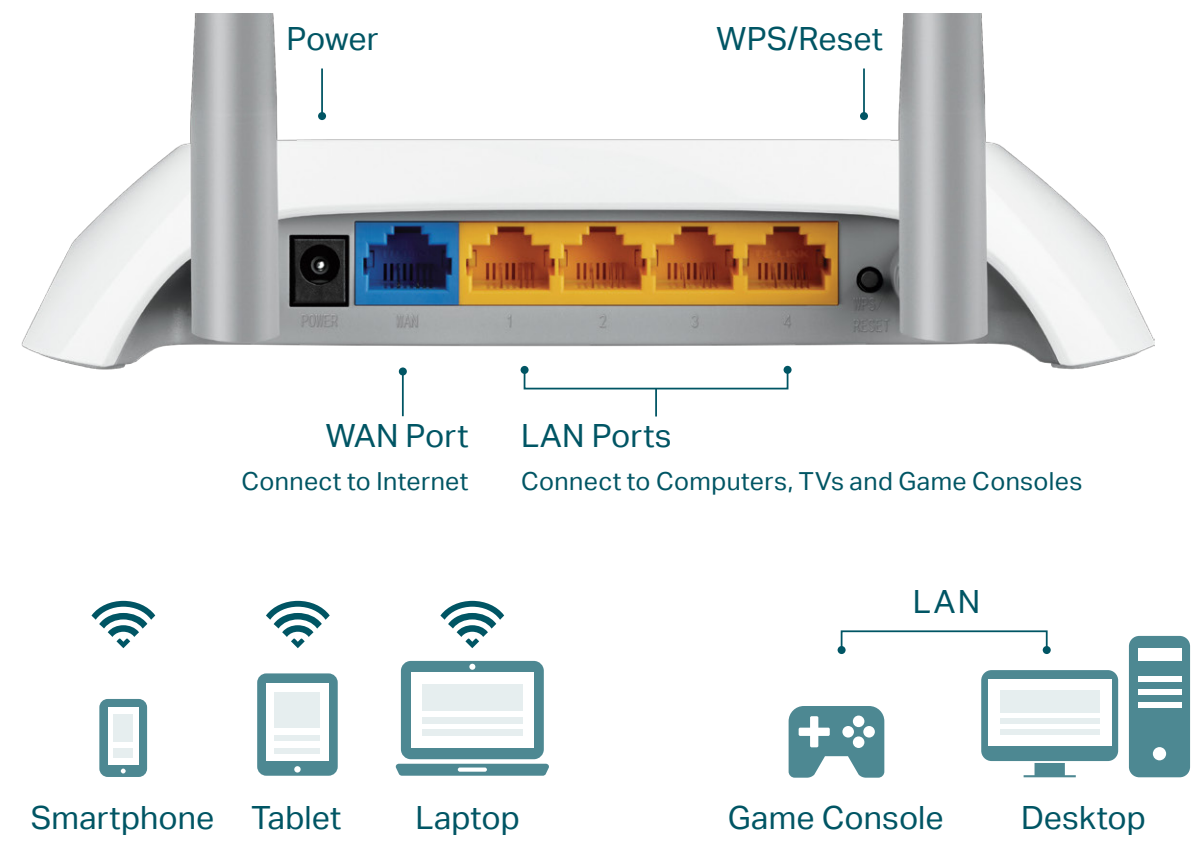 Power
WPS/Reset
POWER
WAN
1
2
3
4
WPS/
RESET
WAN Port
LAN Ports
Connect to Internet
Connect to Computers, TVs and Game Consoles
LAN
Smartphone
Tablet
Laptop
Game Console
Desktop